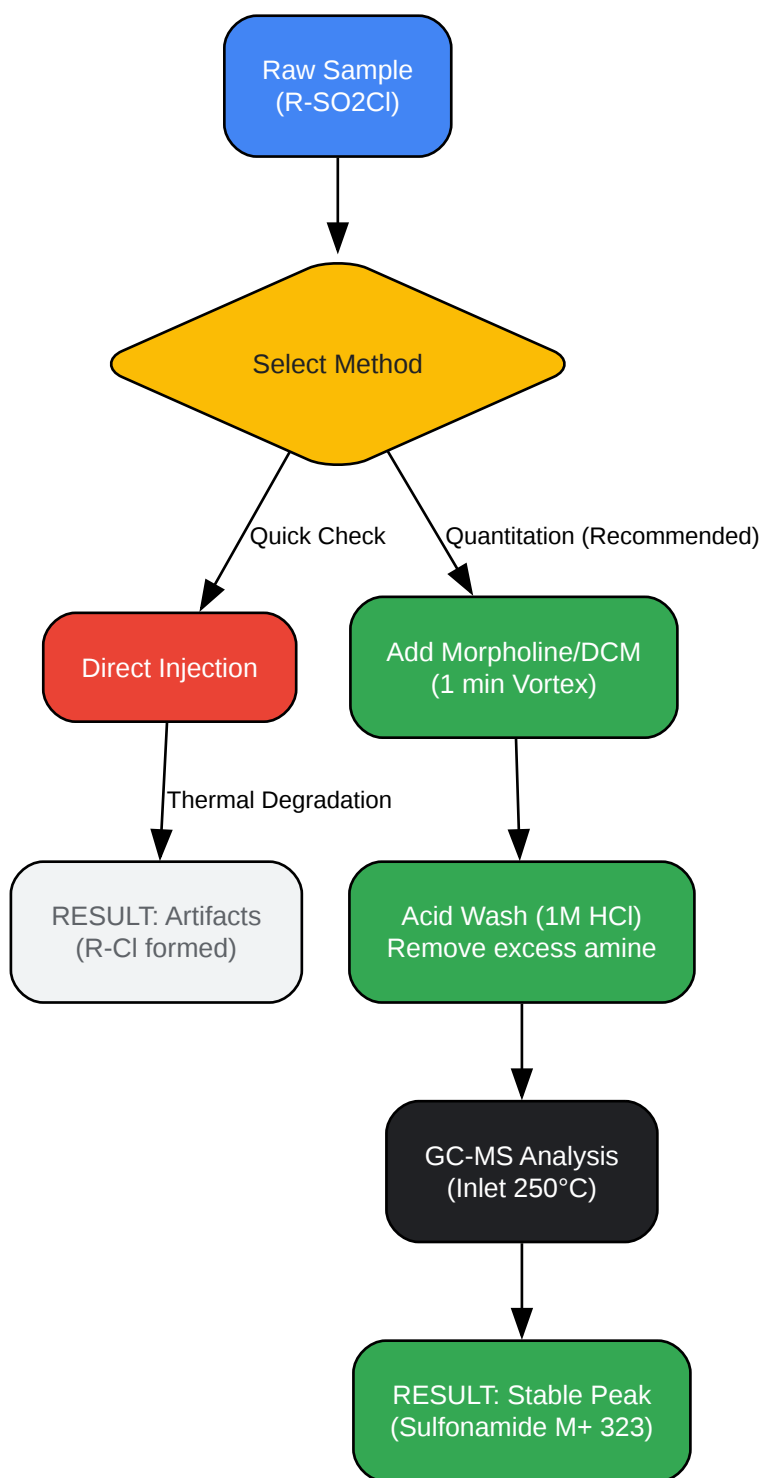 Raw Sample
(R-SO2Cl)
Select Method
Quick Check
Quantitation (Recommended)
Direct Injection
Add Morpholine/DCM
(1 min Vortex)
Thermal Degradation
RESULT: Artifacts
(R-Cl formed)
Acid Wash (1M HCl)
Remove excess amine
GC-MS Analysis
(Inlet 250°C)
RESULT: Stable Peak
(Sulfonamide M+ 323)